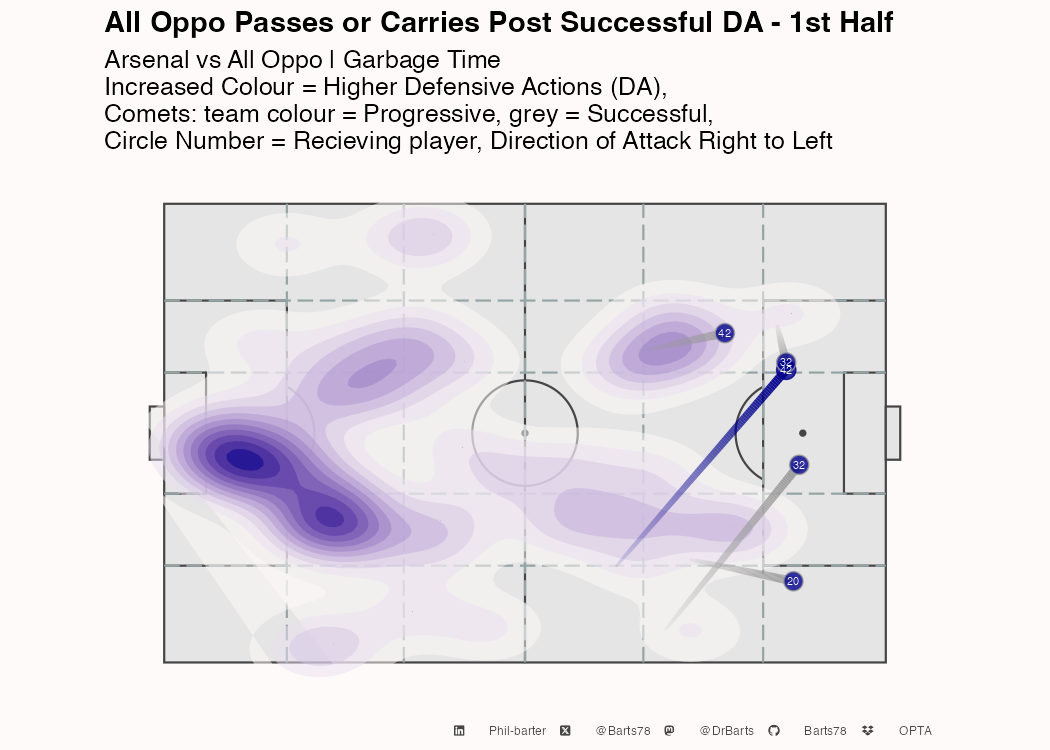 All Oppo Passes or Carries Post Successful DA - 1st Half
Arsenal vs All Oppo | Garbage Time
Increased Colour = Higher Defensive Actions (DA),
Comets: team colour = Progressive, grey = Successful,
Circle Number = Recieving player, Direction of Attack Right to Left
42
32
42
32
20
Phil-barter @Barts78 @DrBarts Barts78 OPTA